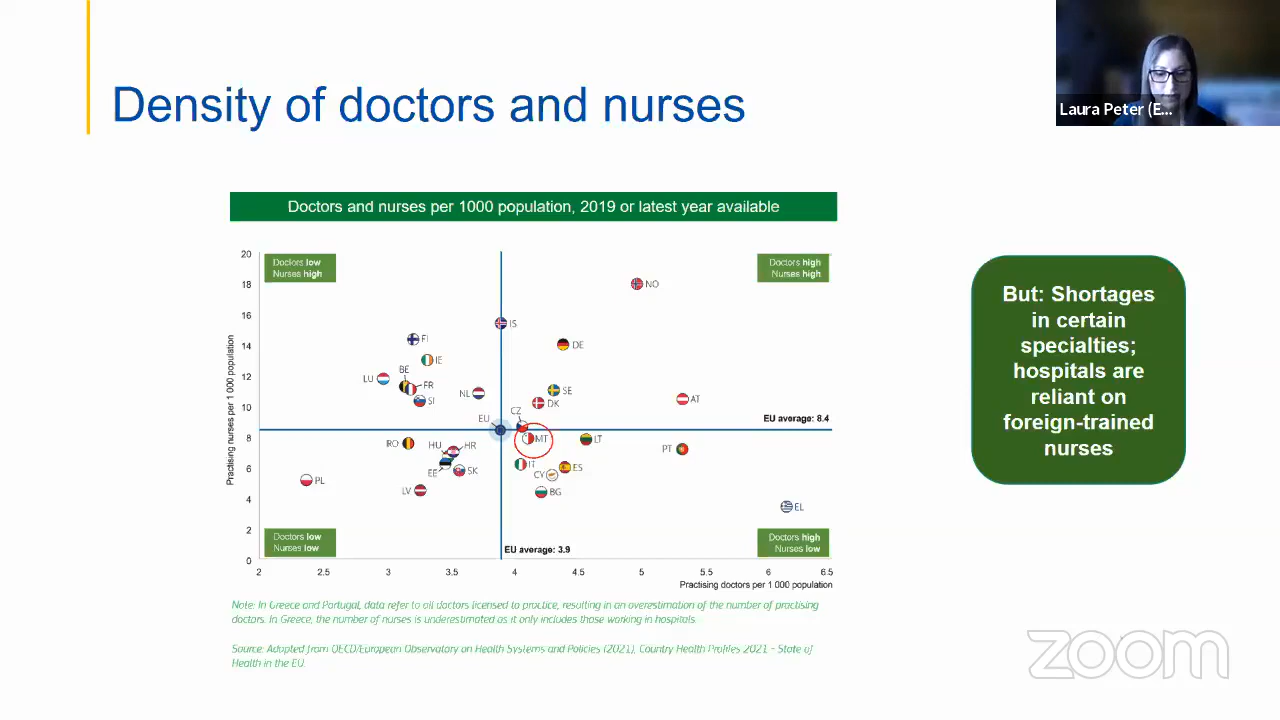 Density of doctors and nurses
Laura Peter (E...
Doctors and nurses per 1000 population, 2019 or latest year available
Practising nurses per 1 000 population
20
18
16
14
12
10
8
6
4
2
0
Doctors low
Nurses high
Doctors high
Nurses high
NO
IS
FI
DE
IE
BE
LU
FR
SI
NL
SE
DK
AT
CZ
EU
EU average: 8.4
RO
HU
HR
MT
LT
PT
EE
SK
IT
CY
ES
PL
LV
BG
EL
Doctors low
Nurses low
Doctors high
Nurses low
EU average: 3.9
2
2.5
3
3.5
4
4.5
5
5.5
6
6.5
Practising doctors per 1 000 population
But: Shortages
in certain
specialties;
hospitals are
reliant on
foreign-trained
nurses
Note: In Greece and Portugal, data refer to all doctors licensed to practice, resulting in an overestimation of the number of practising
doctors. In Greece, the number of nurses is underestimated as it only includes those working in hospitals.
Source: Adapted from OECD/European Observatory on Health Systems and Policies (2021), Country Health Profiles 2021 - State of
Health in the EU.
zoom